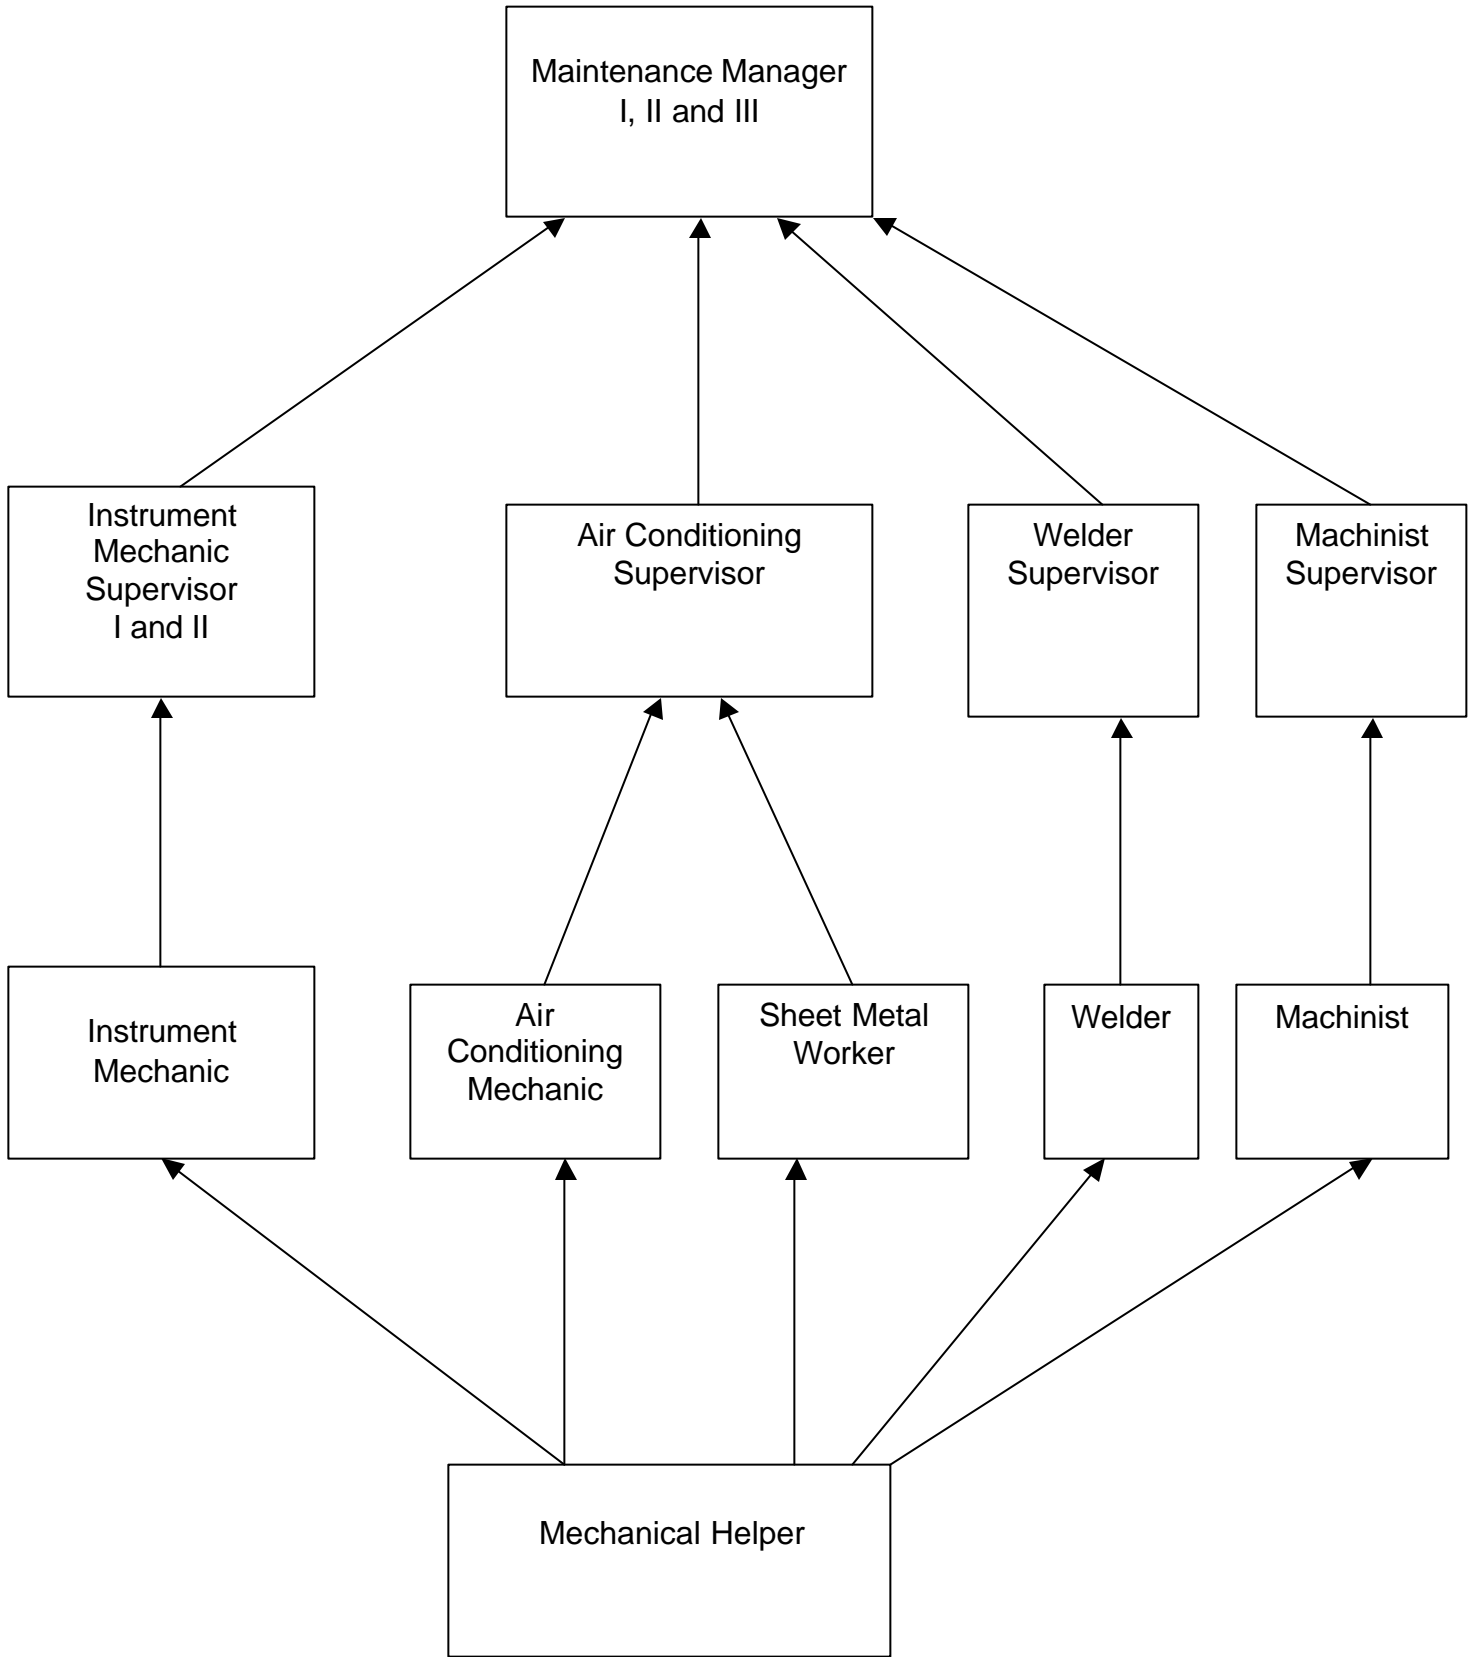 Maintenance Manager
I, II and III
Instrument
Mechanic
Supervisor
I and II
Air Conditioning
Supervisor
Welder
Supervisor
Machinist
Supervisor
Instrument
Mechanic
Air
Conditioning
Mechanic
Sheet Metal
Worker
Welder
Machinist
Mechanical Helper